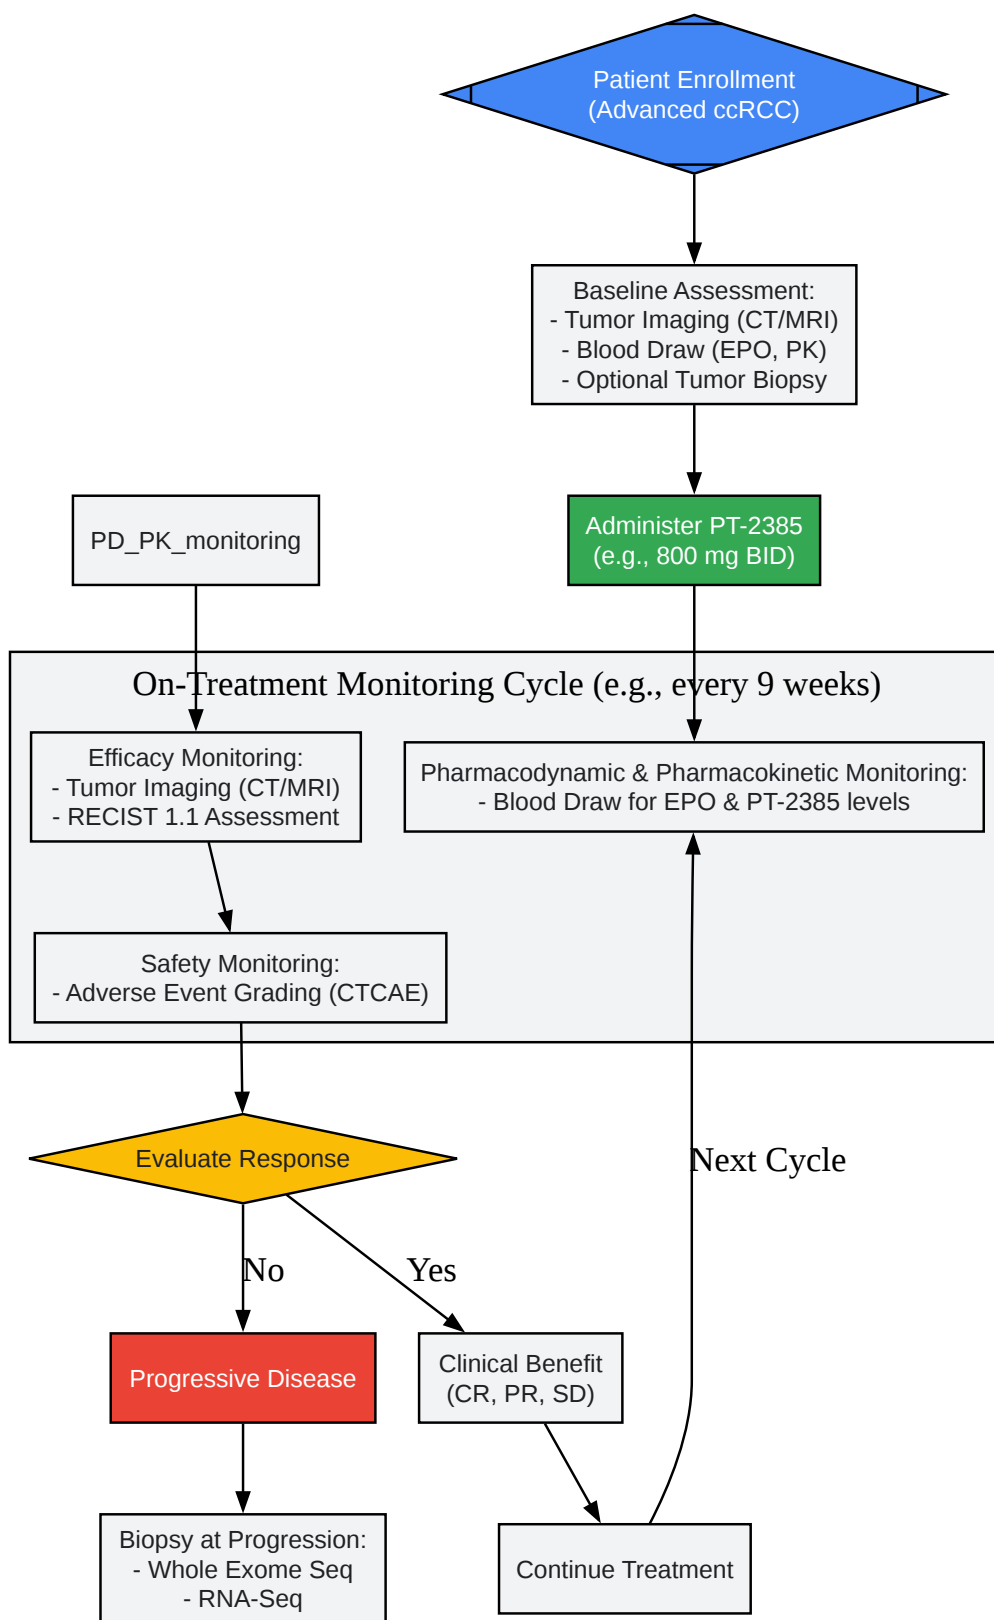 Patient Enrollment
(Advanced ccRCC)
Baseline Assessment:
- Tumor Imaging (CT/MRI)
- Blood Draw (EPO, PK)
- Optional Tumor Biopsy
PD_PK_monitoring
Administer PT-2385
(e.g., 800 mg BID)
On-Treatment Monitoring Cycle (e.g., every 9 weeks)
Efficacy Monitoring:
- Tumor Imaging (CT/MRI)
- RECIST 1.1 Assessment
Pharmacodynamic & Pharmacokinetic Monitoring:
- Blood Draw for EPO & PT-2385 levels
Safety Monitoring:
- Adverse Event Grading (CTCAE)
Evaluate Response
Next Cycle
No
Yes
Progressive Disease
Clinical Benefit
(CR, PR, SD)
Biopsy at Progression:
- Whole Exome Seq
- RNA-Seq
Continue Treatment